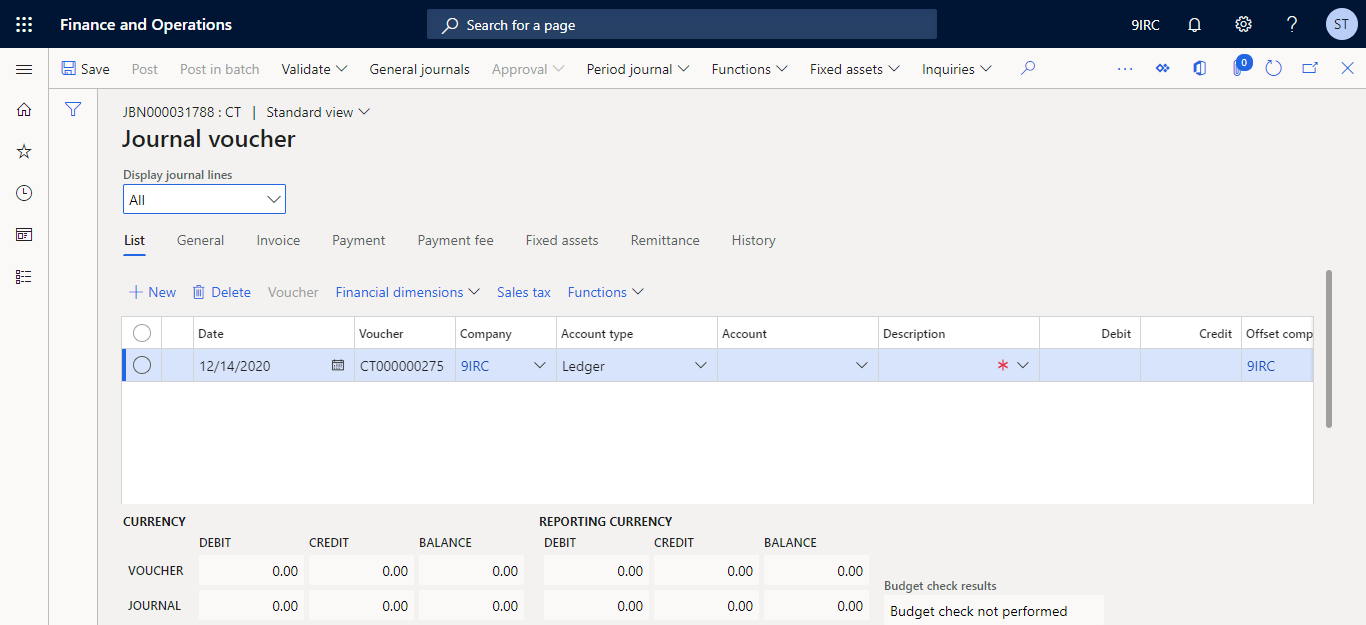 Finance and Operations Search for a page 9IRC ? ST
Save Post Post in batch Validate General journals Approval Period journal Functions Fixed assets Inquiries ... 0
JBN000031788 : CT | Standard view
Journal voucher
Display journal lines
All
List General Invoice Payment Payment fee Fixed assets Remittance History
New Delete Voucher Financial dimensions Sales tax Functions
Date Voucher Company Account type Account Description Debit Credit Offset comp
12/14/2020 CT000000275 9IRC Ledger * 9IRC
CURRENCY REPORTING CURRENCY
DEBIT CREDIT BALANCE DEBIT CREDIT BALANCE
VOUCHER 0.00 0.00 0.00 0.00 0.00 0.00
Budget check results
JOURNAL 0.00 0.00 0.00 0.00 0.00 0.00
Budget check not performed